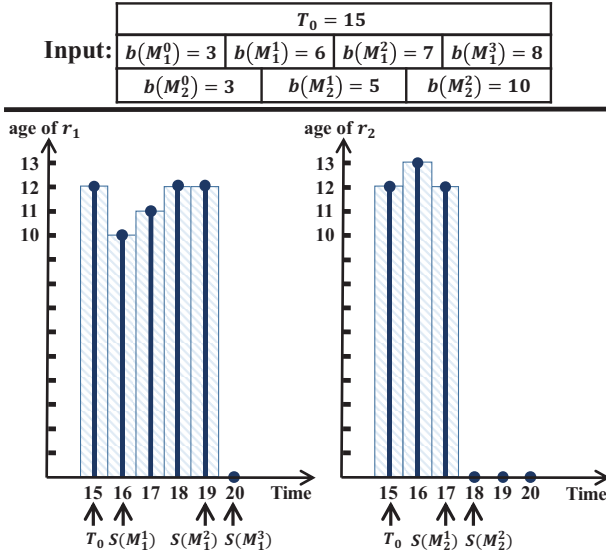 T₀ = 15
Input: b(M₁⁰) = 3 b(M₁¹) = 6 b(M₁²) = 7 b(M₁³) = 8
b(M₂⁰) = 3 b(M₂¹) = 5 b(M₂²) = 10
age of r₁
13
12
11
10
15 16 17 18 19 20 Time
T₀ S(M₁¹) S(M₁²) S(M₁³)
age of r₂
13
12
11
10
15 16 17 18 19 20 Time
T₀ S(M₂¹) S(M₂²)